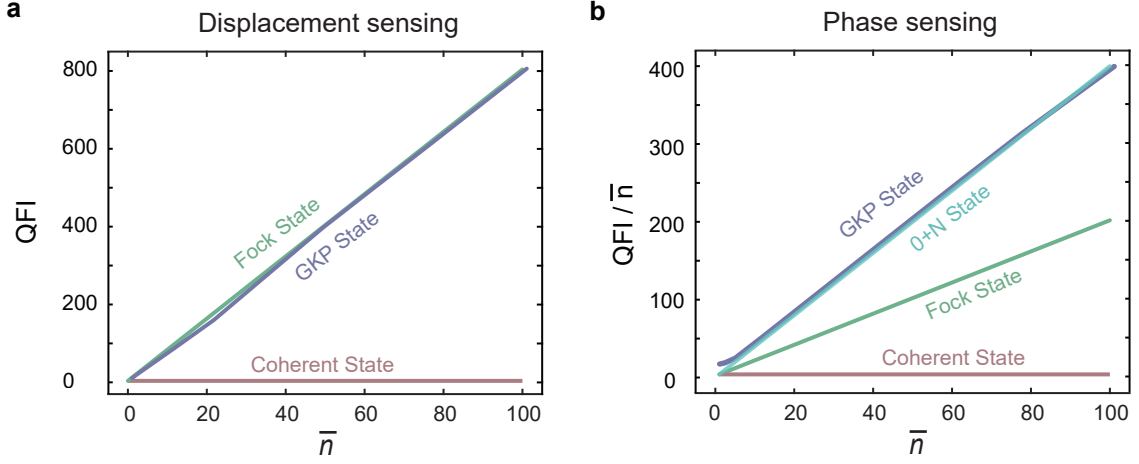 a
Displacement sensing
QFI
800
600
400
200
0
Fock State
GKP State
Coherent State
0 20 40 60 80 100
n̅
b
Phase sensing
QFI / n̅
400
300
200
100
0
GKP State
0+N State
Fock State
Coherent State
0 20 40 60 80 100
n̅